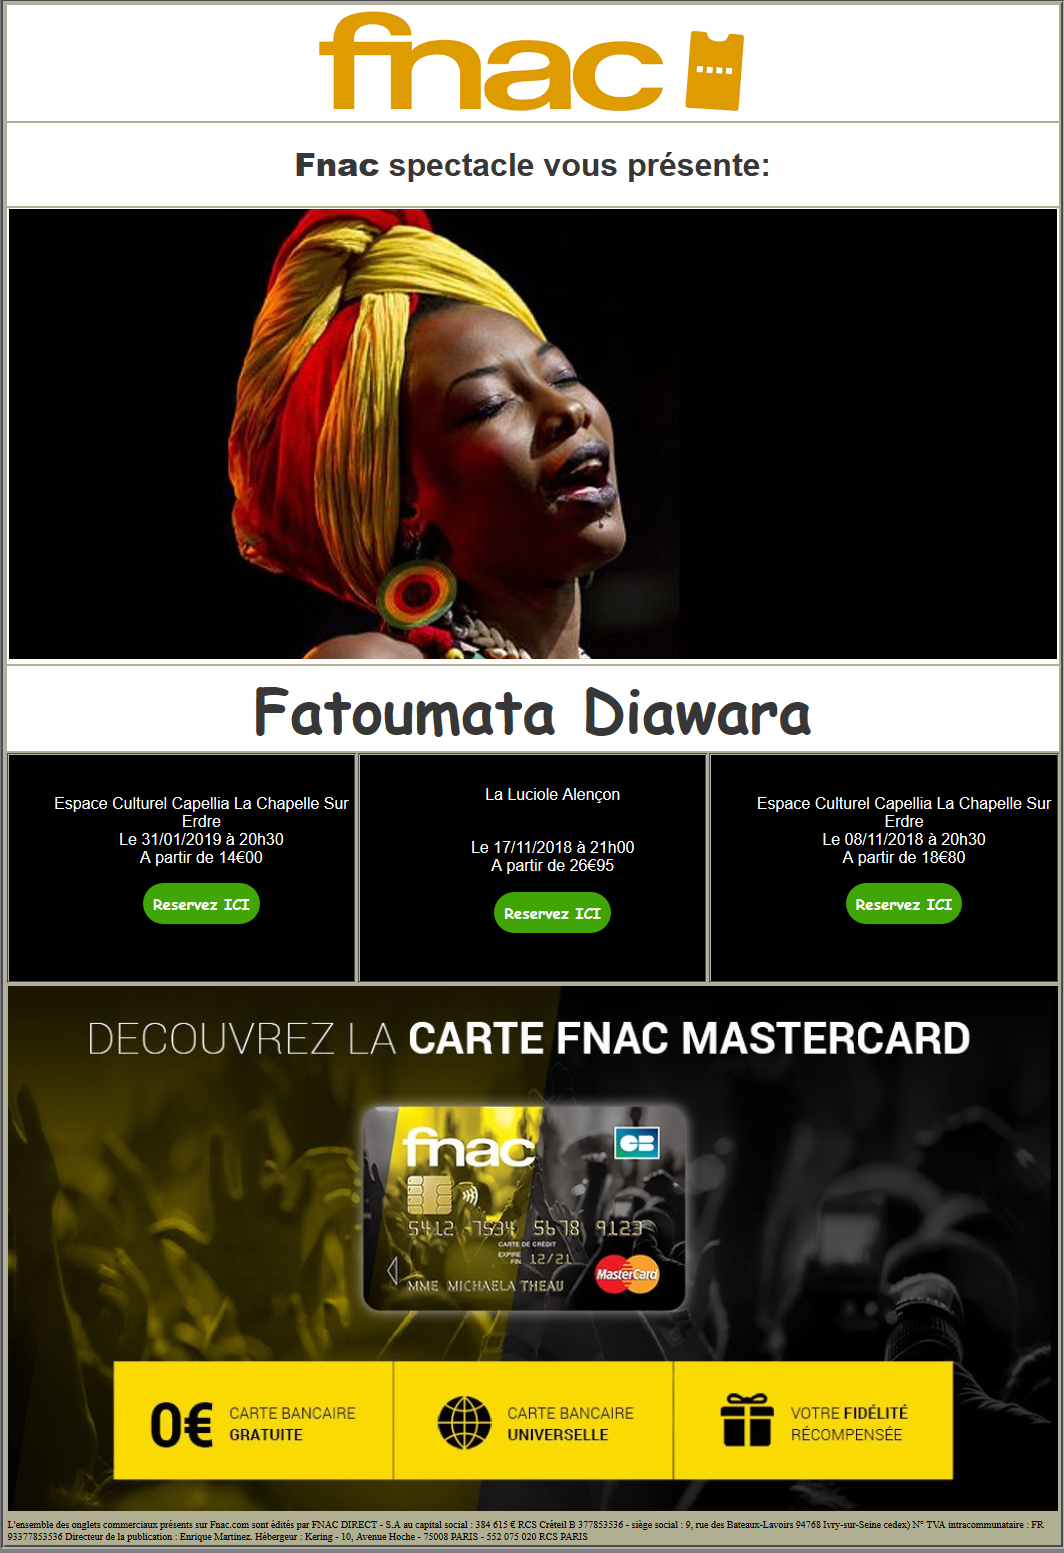 fnac
Fnac spectacle vous présente:
Fatoumata Diawara
Espace Culturel Capellia La Chapelle Sur
Erdre
Le 31/01/2019 à 20h30
A partir de 14€00
Reservez ICI
La Luciole Alençon
Le 17/11/2018 à 21h00
A partir de 26€95
Reservez ICI
Espace Culturel Capellia La Chapelle Sur
Erdre
Le 08/11/2018 à 20h30
A partir de 18€80
Reservez ICI
DECOUVREZ LA CARTE FNAC MASTERCARD
fnac
CB
5412 7534 5678 9123
CARTE DE CRÉDIT
EXPIRE
FIN 12/21
MME MICHAELA THEAU
MasterCard
0€ CARTE BANCAIRE
GRATUITE
CARTE BANCAIRE
UNIVERSELLE
VOTRE FIDÉLITÉ
RÉCOMPENSÉE
L'ensemble des onglets commerciaux présents sur Fnac.com sont édités par FNAC DIRECT - S.A au capital social : 384 615 € RCS Créteil B 377853536 - siège social : 9, rue des Bateaux-Lavoirs 94768 Ivry-sur-Seine cedex) N° TVA intracommunataire : FR
93377853536 Directeur de la publication : Enrique Martinez. Hébergeur : Kering - 10, Avenue Hoche - 75008 PARIS - 552 075 020 RCS PARIS